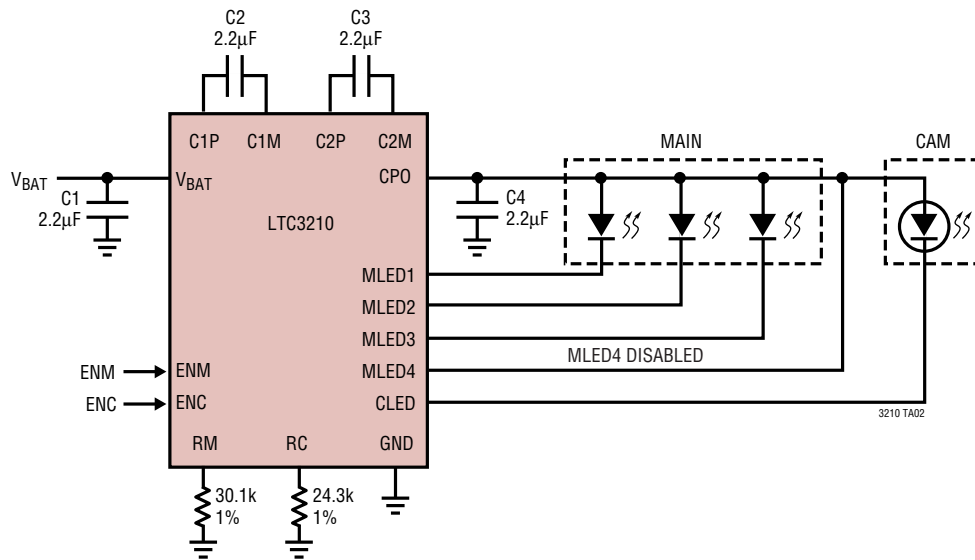 C2
2.2µF
C3
2.2µF
C1P
C1M
C2P
C2M
MAIN
CAM
VBAT
VBAT
CPO
C1
2.2µF
C4
2.2µF
LTC3210
MLED1
MLED2
MLED3
MLED4 DISABLED
ENM
ENM
MLED4
ENC
ENC
CLED
3210 TA02
RM
RC
GND
30.1k
1%
24.3k
1%